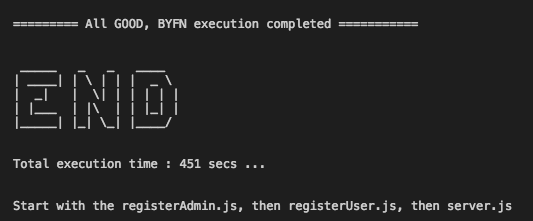 ========= All GOOD, BYFN execution completed ===========
END
Total execution time : 451 secs ...
Start with the registerAdmin.js, then registerUser.js, then server.js